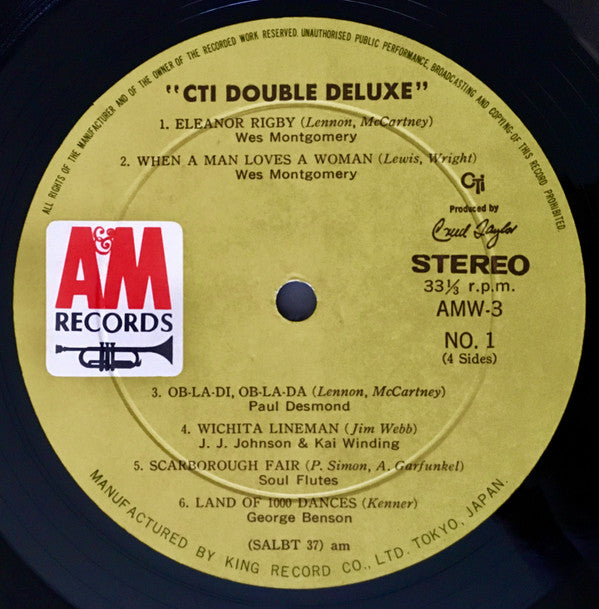 ALL RIGHTS OF THE MANUFACTURER AND OF THE OWNER OF THE RECORDED WORK RESERVED. UNAUTHORISED PUBLIC PERFORMANCE, BROADCASTING AND COPYING OF THIS RECORD PROHIBITED.
"CTI DOUBLE DELUXE"
1. ELEANOR RIGBY (Lennon, McCartney)
Wes Montgomery
2. WHEN A MAN LOVES A WOMAN (Lewis, Wright)
Wes Montgomery
CTi
Produced by
Creed Taylor
A&M
RECORDS
STEREO
33⅓ r.p.m.
AMW-3
NO. 1
(4 Sides)
3. OB-LA-DI, OB-LA-DA (Lennon, McCartney)
Paul Desmond
4. WICHITA LINEMAN (Jim Webb)
J. J. Johnson & Kai Winding
5. SCARBOROUGH FAIR (P. Simon, A. Garfunkel)
Soul Flutes
6. LAND OF 1000 DANCES (Kenner)
George Benson
(SALBT 37) am
MANUFACTURED BY KING RECORD CO., LTD. TOKYO, JAPAN.